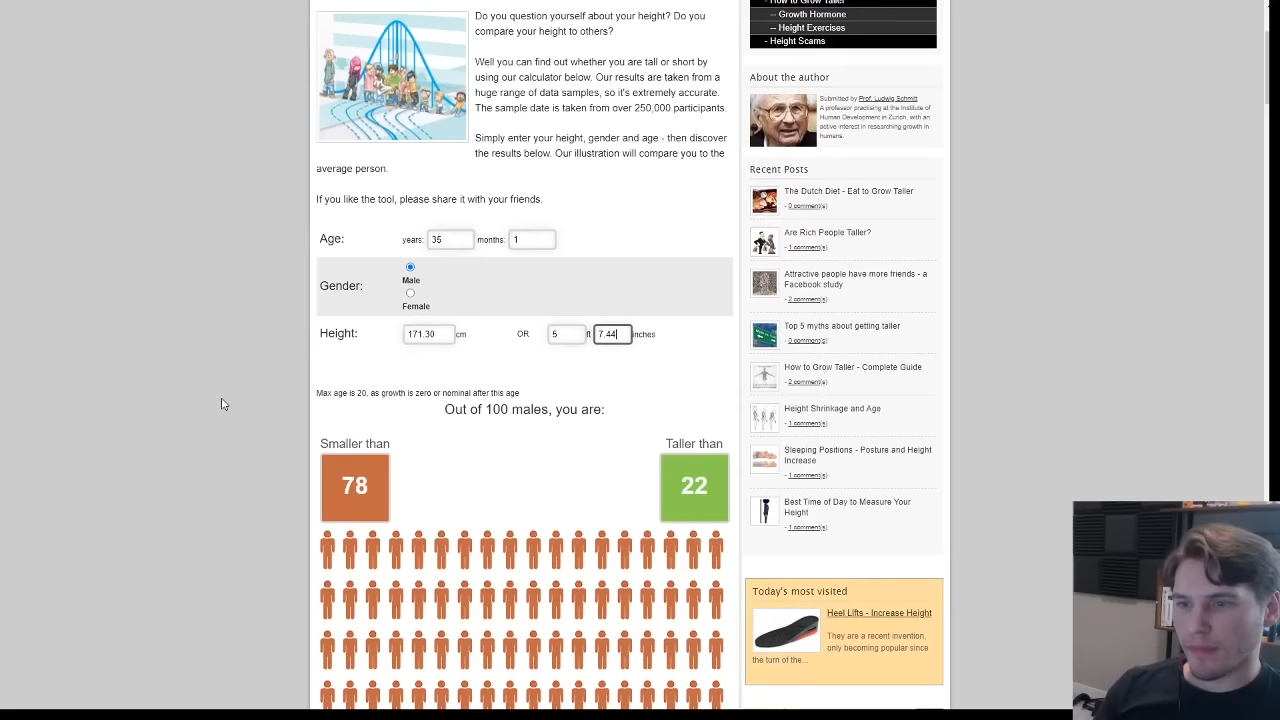 Do you question yourself about your height? Do you
compare your height to others?
Well you can find out whether you are tall or short by
using our calculator below. Our results are taken from a
huge range of data samples, so it's extremely accurate.
The sample date is taken from over 250,000 participants.
Simply enter your height, gender and age - then discover
the results below. Our illustration will compare you to the
average person.
If you like the tool, please share it with your friends.
Age:
years: 35 months: 1
Gender:
Male
Female
Height:
171.30 cm OR 5 ft 7.44 inches
Max age is 20, as growth is zero or nominal after this age
Out of 100 males, you are:
Smaller than
Taller than
78
22
- How to Grow Taller
-- Growth Hormone
-- Height Exercises
- Height Scams
About the author
Submitted by Prof. Ludwig Schmitt
A professor practising at the Institute of
Human Development in Zurich, with an
active interest in researching growth in
humans.
Recent Posts
The Dutch Diet - Eat to Grow Taller
- 0 comment(s)
Are Rich People Taller?
- 1 comment(s)
Attractive people have more friends - a
Facebook study
- 2 comment(s)
Top 5 myths about getting taller
- 0 comment(s)
How to Grow Taller - Complete Guide
- 2 comment(s)
Height Shrinkage and Age
- 1 comment(s)
Sleeping Positions - Posture and Height
Increase
- 1 comment(s)
Best Time of Day to Measure Your
Height
- 1 comment(s)
Today's most visited
Heel Lifts - Increase Height
They are a recent invention,
only becoming popular since
the turn of the...